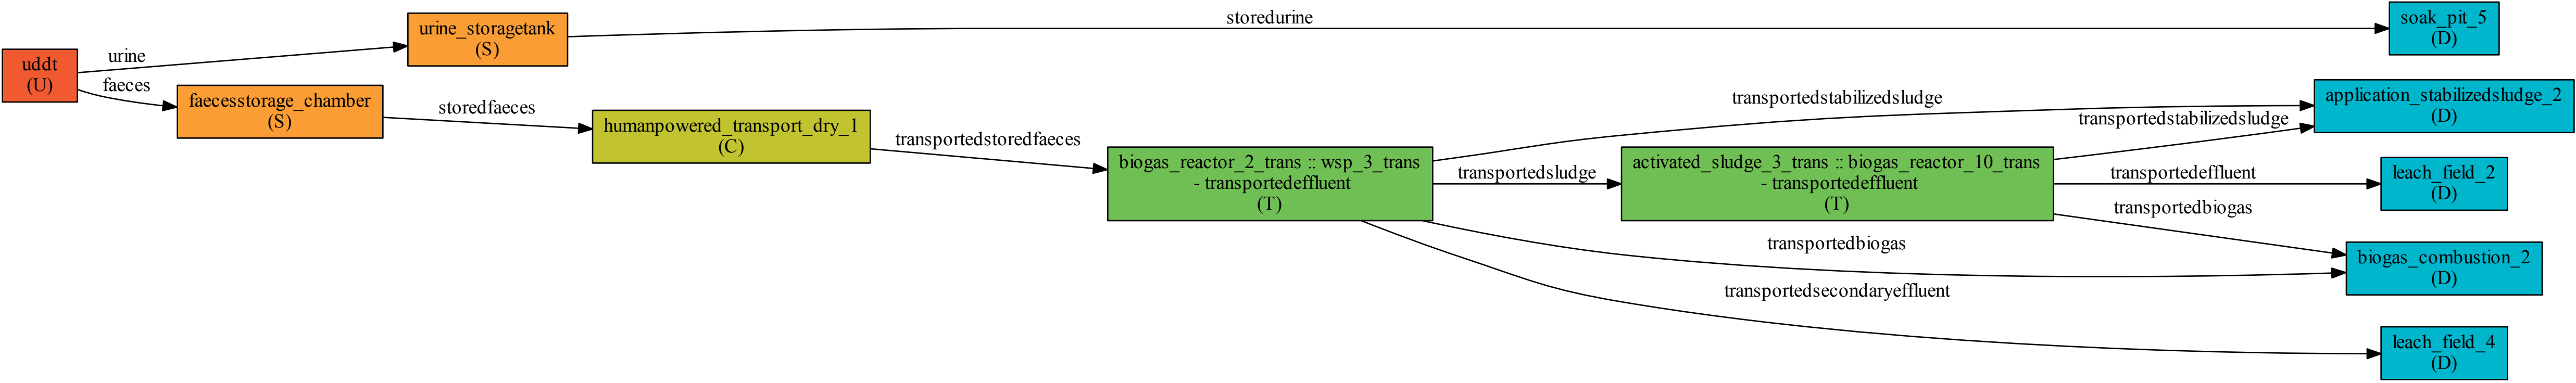 uddt
(U)
urine
faeces
urine_storagetank
(S)
faecesstorage_chamber
(S)
storedurine
storedfaeces
humanpowered_transport_dry_1
(C)
transportedstoredfaeces
biogas_reactor_2_trans :: wsp_3_trans
- transportedeffluent
(T)
transportedstabilizedsludge
transportedsludge
activated_sludge_3_trans :: biogas_reactor_10_trans
- transportedeffluent
(T)
transportedbiogas
transportedsecondaryeffluent
transportedstabilizedsludge
transportedeffluent
transportedbiogas
soak_pit_5
(D)
application_stabilizedsludge_2
(D)
leach_field_2
(D)
biogas_combustion_2
(D)
leach_field_4
(D)